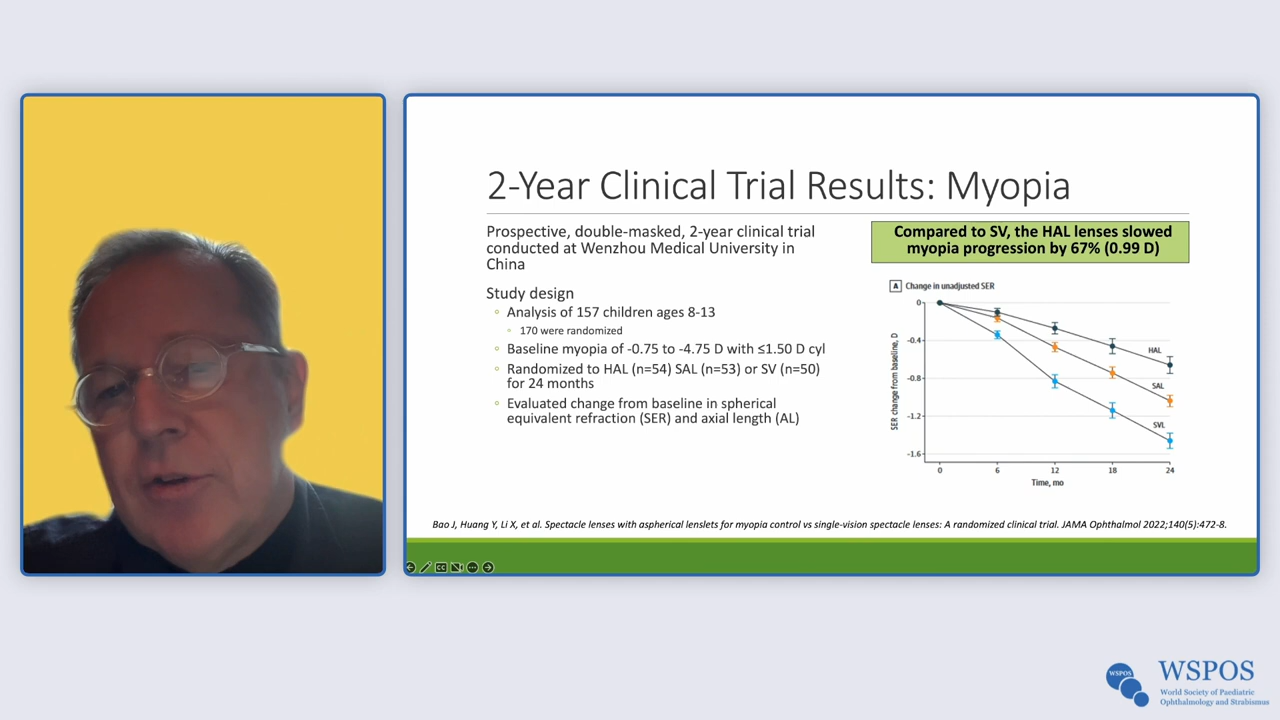 2-Year Clinical Trial Results: Myopia
Prospective, double-masked, 2-year clinical trial
conducted at Wenzhou Medical University in
China
Study design
Analysis of 157 children ages 8-13
170 were randomized
Baseline myopia of -0.75 to -4.75 D with ≤1.50 D cyl
Randomized to HAL (n=54) SAL (n=53) or SV (n=50)
for 24 months
Evaluated change from baseline in spherical
equivalent refraction (SER) and axial length (AL)
Compared to SV, the HAL lenses slowed
myopia progression by 67% (0.99 D)
A Change in unadjusted SER
SER change from baseline, D
0
-0.4
-0.8
-1.2
-1.6
HAL
SAL
SVL
0 6 12 18 24
Time, mo
Bao J, Huang Y, Li X, et al. Spectacle lenses with aspherical lenslets for myopia control vs single-vision spectacle lenses: A randomized clinical trial. JAMA Ophthalmol 2022;140(5):472-8.
CC
WSPOS
WSPOS
World Society of Paediatric
Ophthalmology and Strabismus